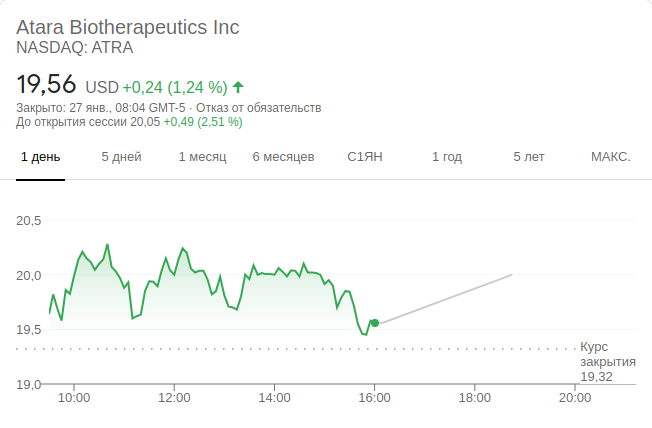 Atara Biotherapeutics Inc
NASDAQ: ATRA
19,56 USD +0,24 (1,24 %)
Закрыто: 27 янв., 08:04 GMT-5 · Отказ от обязательств
До открытия сессии 20,05 +0,49 (2,51 %)
1 день 5 дней 1 месяц 6 месяцев С1ЯН 1 год 5 лет МАКС.
20,5
20,0
19,5
Курс
закрытия
19,32
19,0
10:00 12:00 14:00 16:00 18:00 20:00